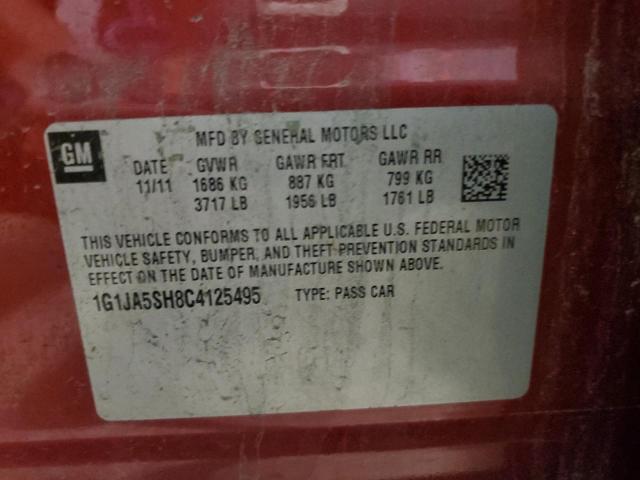 GM
MFD BY GENERAL MOTORS LLC
DATE GVWR GAWR FRT GAWR RR
11/11 1686 KG 887 KG 799 KG
3717 LB 1956 LB 1761 LB
THIS VEHICLE CONFORMS TO ALL APPLICABLE U.S. FEDERAL MOTOR
VEHICLE SAFETY, BUMPER, AND THEFT PREVENTION STANDARDS IN
EFFECT ON THE DATE OF MANUFACTURE SHOWN ABOVE.
1G1JA5SH8C4125495 TYPE: PASS CAR